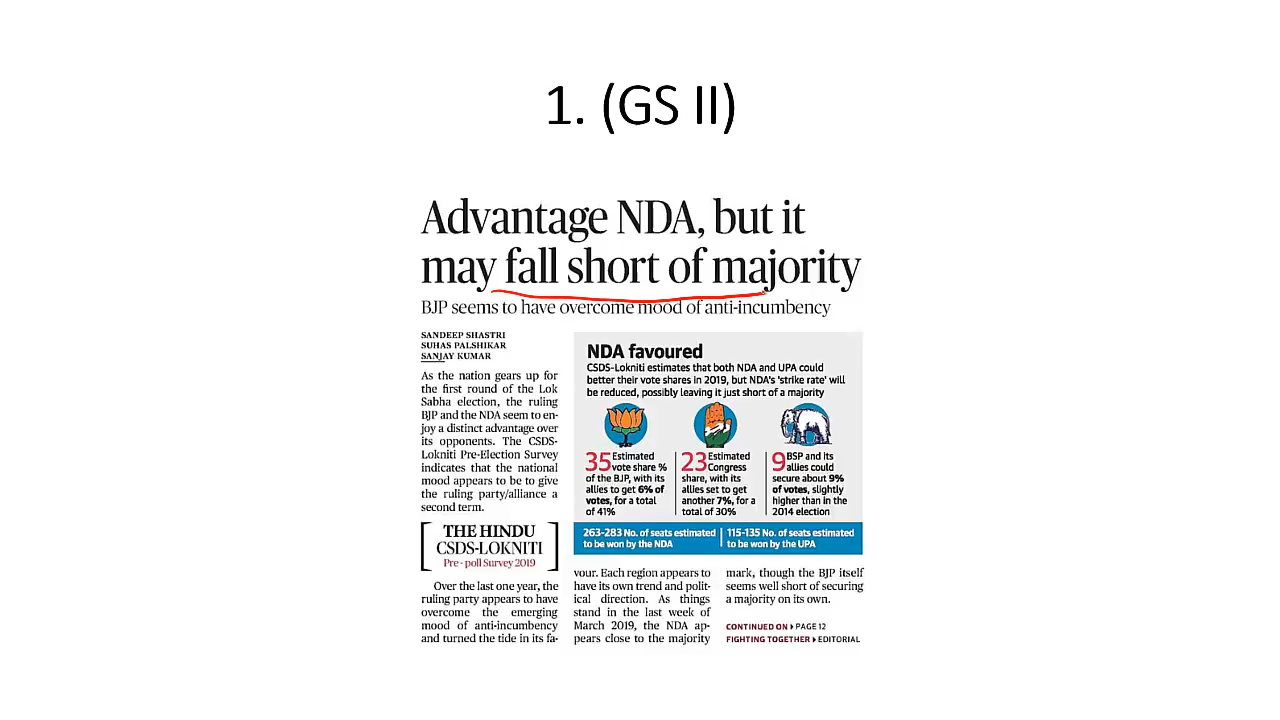 1. (GS II)
Advantage NDA, but it
may fall short of majority
BJP seems to have overcome mood of anti-incumbency
SANDEEP SHASTRI
SUHAS PALSHIKAR
SANJAY KUMAR
As the nation gears up for
the first round of the Lok
Sabha election, the ruling
BJP and the NDA seem to en-
joy a distinct advantage over
its opponents. The CSDS-
Lokniti Pre-Election Survey
indicates that the national
mood appears to be to give
the ruling party/alliance a
second term.
THE HINDU
CSDS-LOKNITI
Pre-poll Survey 2019
Over the last one year, the
ruling party appears to have
overcome the emerging
mood of anti-incumbency
and turned the tide in its fa-
NDA favoured
CSDS-Lokniti estimates that both NDA and UPA could
better their vote shares in 2019, but NDA's 'strike rate' will
be reduced, possibly leaving it just short of a majority
35 Estimated
vote share %
of the BJP, with its
allies to get 6% of
votes, for a total
of 41%
23 Estimated
Congress
share, with its
allies set to get
another 7%, for a
total of 30%
9 BSP and its
allies could
secure about 9%
of votes, slightly
higher than in the
2014 election
263-283 No. of seats estimated
to be won by the NDA
115-135 No. of seats estimated
to be won by the UPA
vour. Each region appears to
have its own trend and polit-
ical direction. As things
stand in the last week of
March 2019, the NDA ap-
pears close to the majority
mark, though the BJP itself
seems well short of securing
a majority on its own.
CONTINUED ON PAGE 12
FIGHTING TOGETHER EDITORIAL